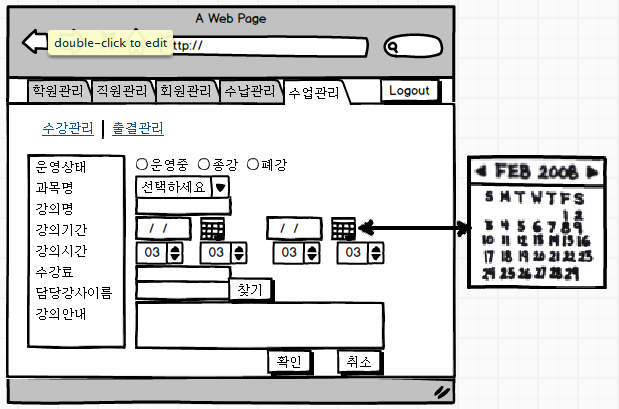 A Web Page
double-click to edit
ttp://
학원관리 직원관리 회원관리 수납관리 수업관리 Logout
수강관리 출결관리
운영상태 운영중 종강 폐강
과목명 선택하세요
강의명
강의기간 / / / /
강의시간 03 03 03 03
수강료
담당강사이름 찾기
강의안내
확인 취소
FEB 2008
S M T W T F S
1 2
3 4 5 6 7 8 9
10 11 12 13 14 15 16
17 18 19 20 21 22 23
24 25 26 27 28 29